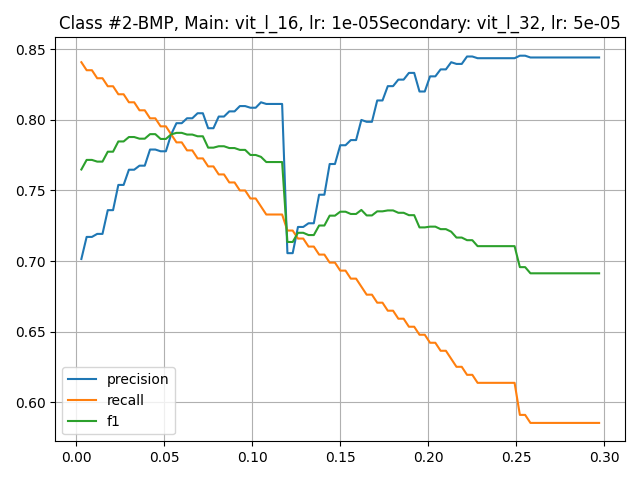 Class #2-BMP, Main: vit_l_16, lr: 1e-05Secondary: vit_l_32, lr: 5e-05
0.85
0.80
0.75
0.70
0.65
0.60
precision
recall
f1
0.00 0.05 0.10 0.15 0.20 0.25 0.30